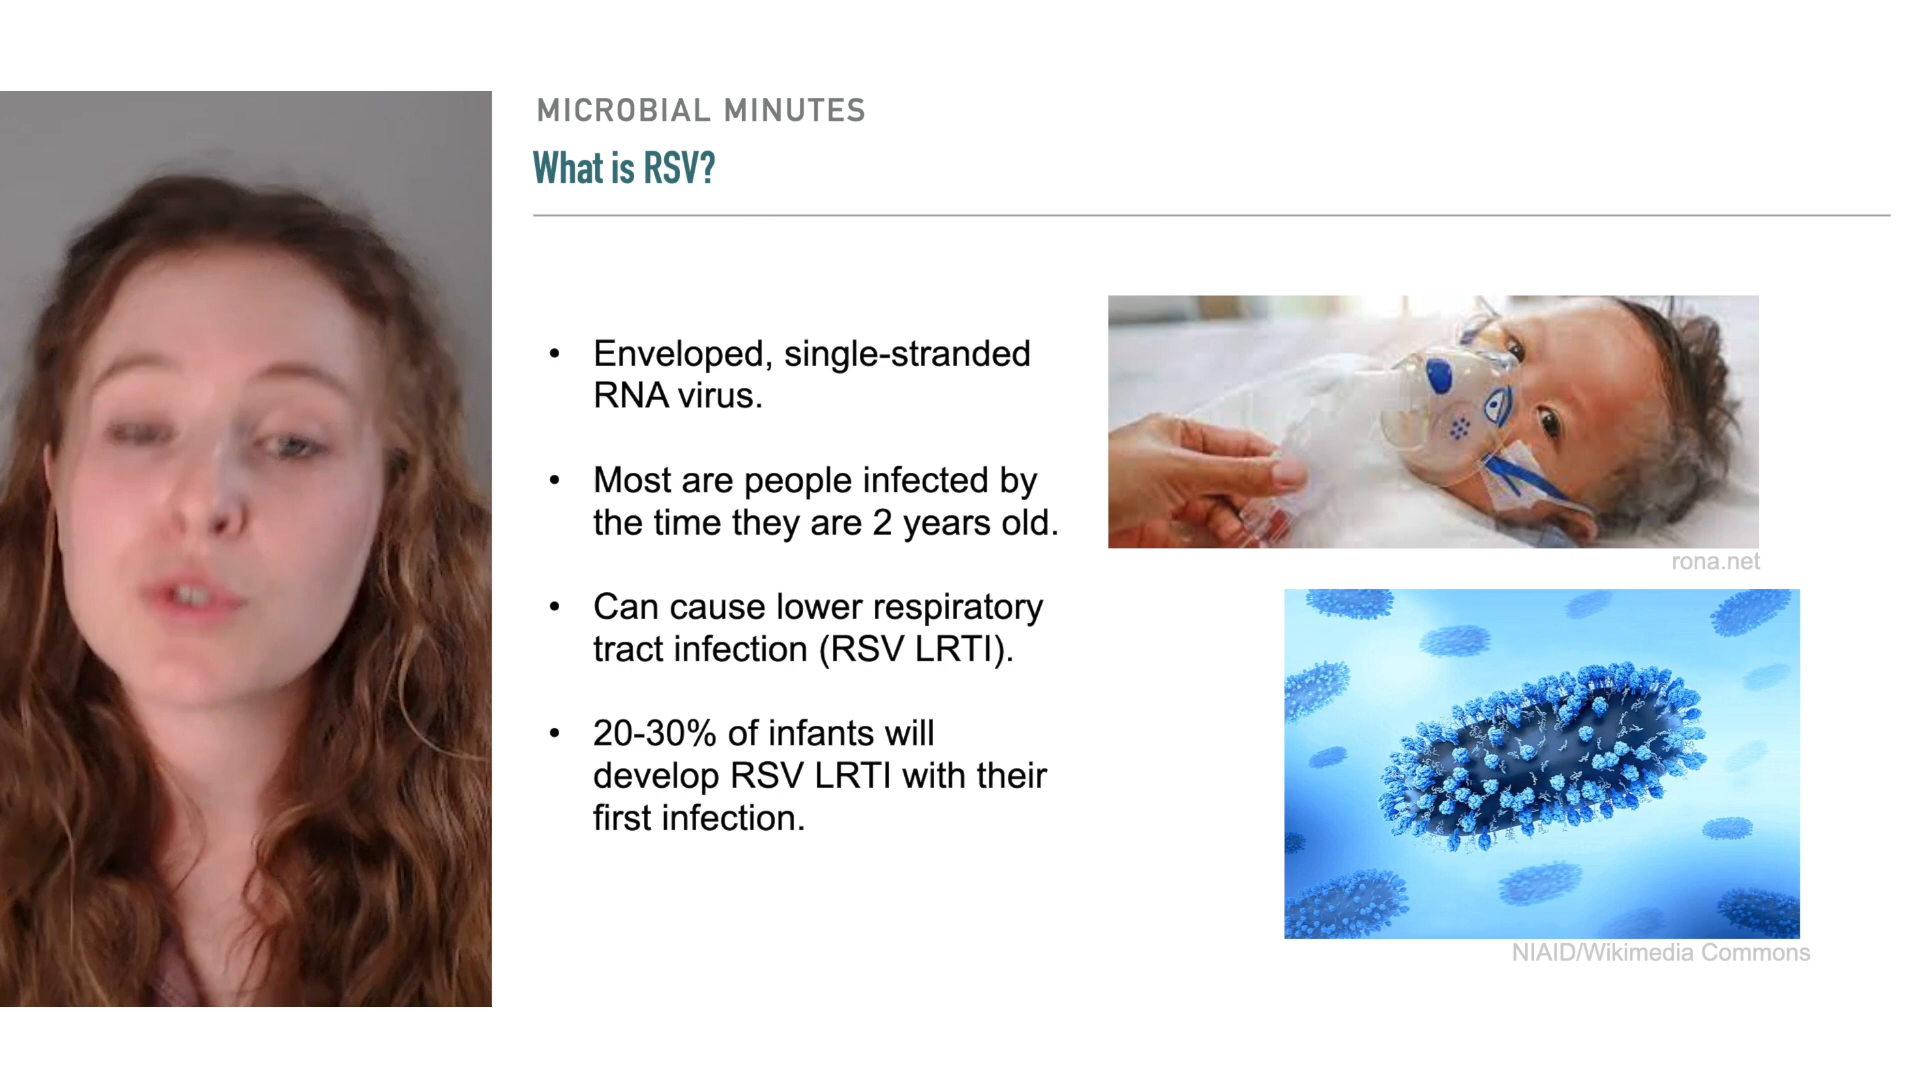 MICROBIAL MINUTES
What is RSV?
• Enveloped, single-stranded
RNA virus.
• Most are people infected by
the time they are 2 years old.
• Can cause lower respiratory
tract infection (RSV LRTI).
• 20-30% of infants will
develop RSV LRTI with their
first infection.
rona.net
NIAID/Wikimedia Commons